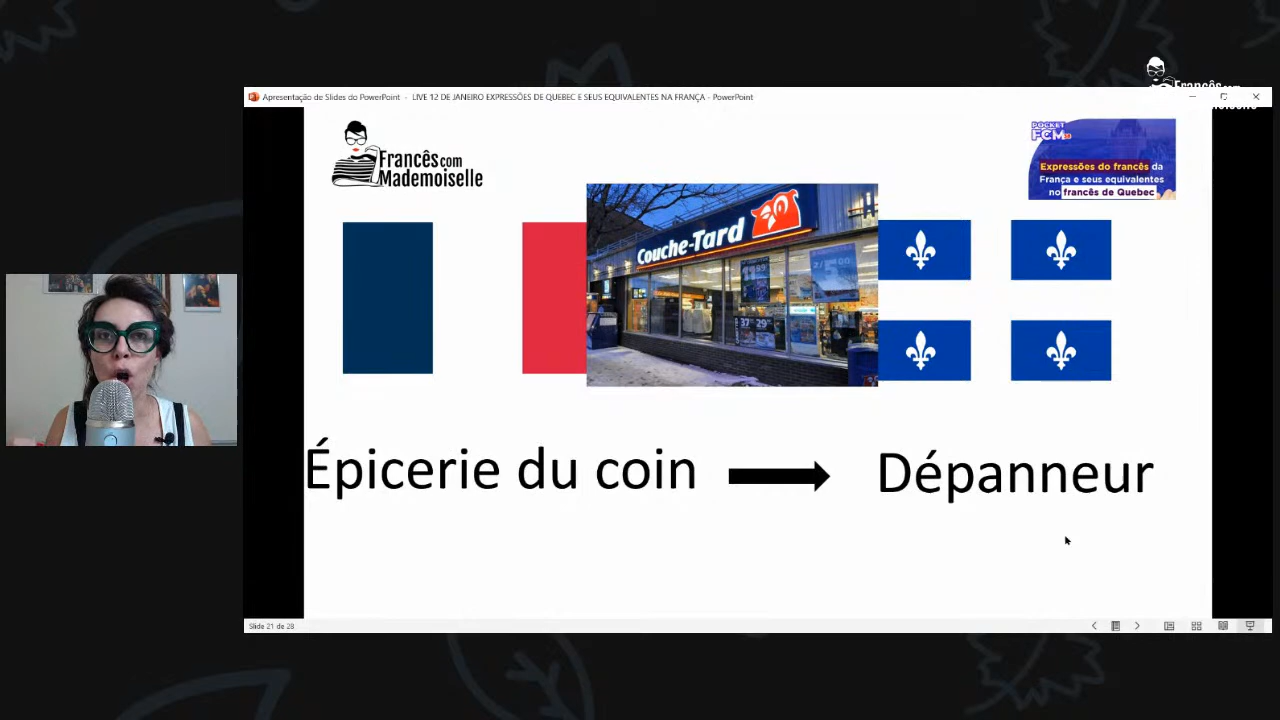 Francês
Mademoiselle
Apresentação de Slides do PowerPoint - LIVE 12 DE JANEIRO EXPRESSÕES DE QUEBEC E SEUS EQUIVALENTES NA FRANÇA - PowerPoint
Francês com
Mademoiselle
POCKET
FCM
Expressões do francês da
França e seus equivalentes
no francês de Quebec
Couche-Tard
Épicerie du coin
Dépanneur
Slide 21 de 28